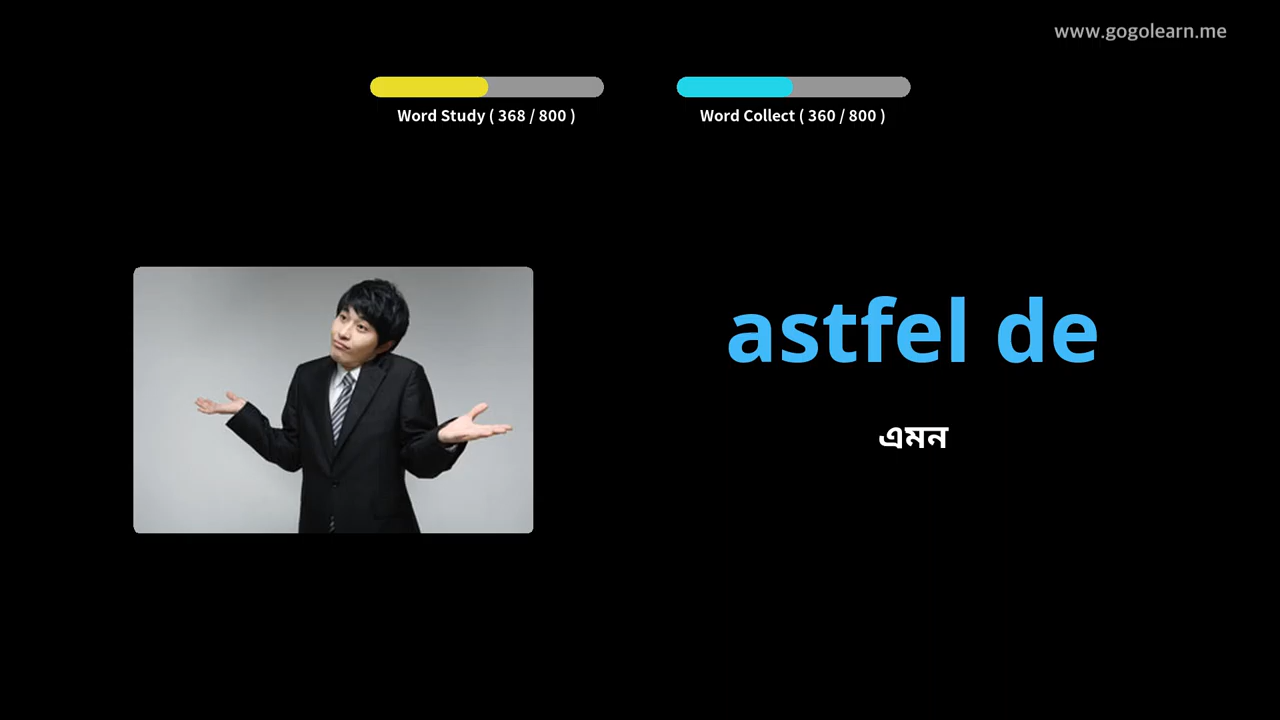 www.gogolearn.me
Word Study ( 368 / 800 )
Word Collect ( 360 / 800 )
astfel de
এমন